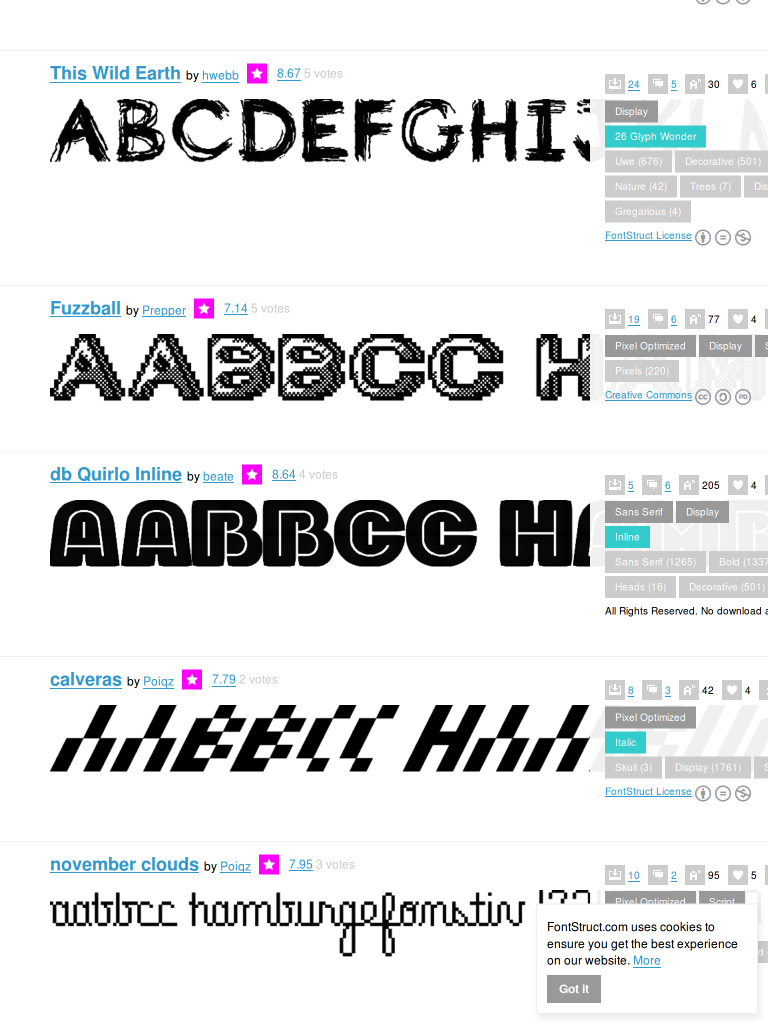 This Wild Earth by hwebb 8.67 5 votes
ABCDEFGHI
24 5 30 6
Display
26 Glyph Wonder
Uwe (676) Decorative (501)
Nature (42) Trees (7) Dis
Gregarious (4)
FontStruct License
Fuzzball by Prepper 7.14 5 votes
AABBCC H
19 6 77 4
Pixel Optimized Display S
Pixels (220)
Creative Commons
db Quirlo Inline by beate 8.64 4 votes
AABBCC HA
5 6 205 4
Sans Serif Display
Inline
Sans Serif (1265) Bold (1337
Heads (16) Decorative (501)
All Rights Reserved. No download a
calveras by Poiqz 7.79 2 votes
AABBCC HAA
8 3 42 4
Pixel Optimized
Italic
Skull (3) Display (1761) S
FontStruct License
november clouds by Poiqz 7.95 3 votes
aabbcc hamburgefonstiv 123
10 2 95 5
Pixel Optimized Script
FontStruct.com uses cookies to
ensure you get the best experience
on our website. More
Got it